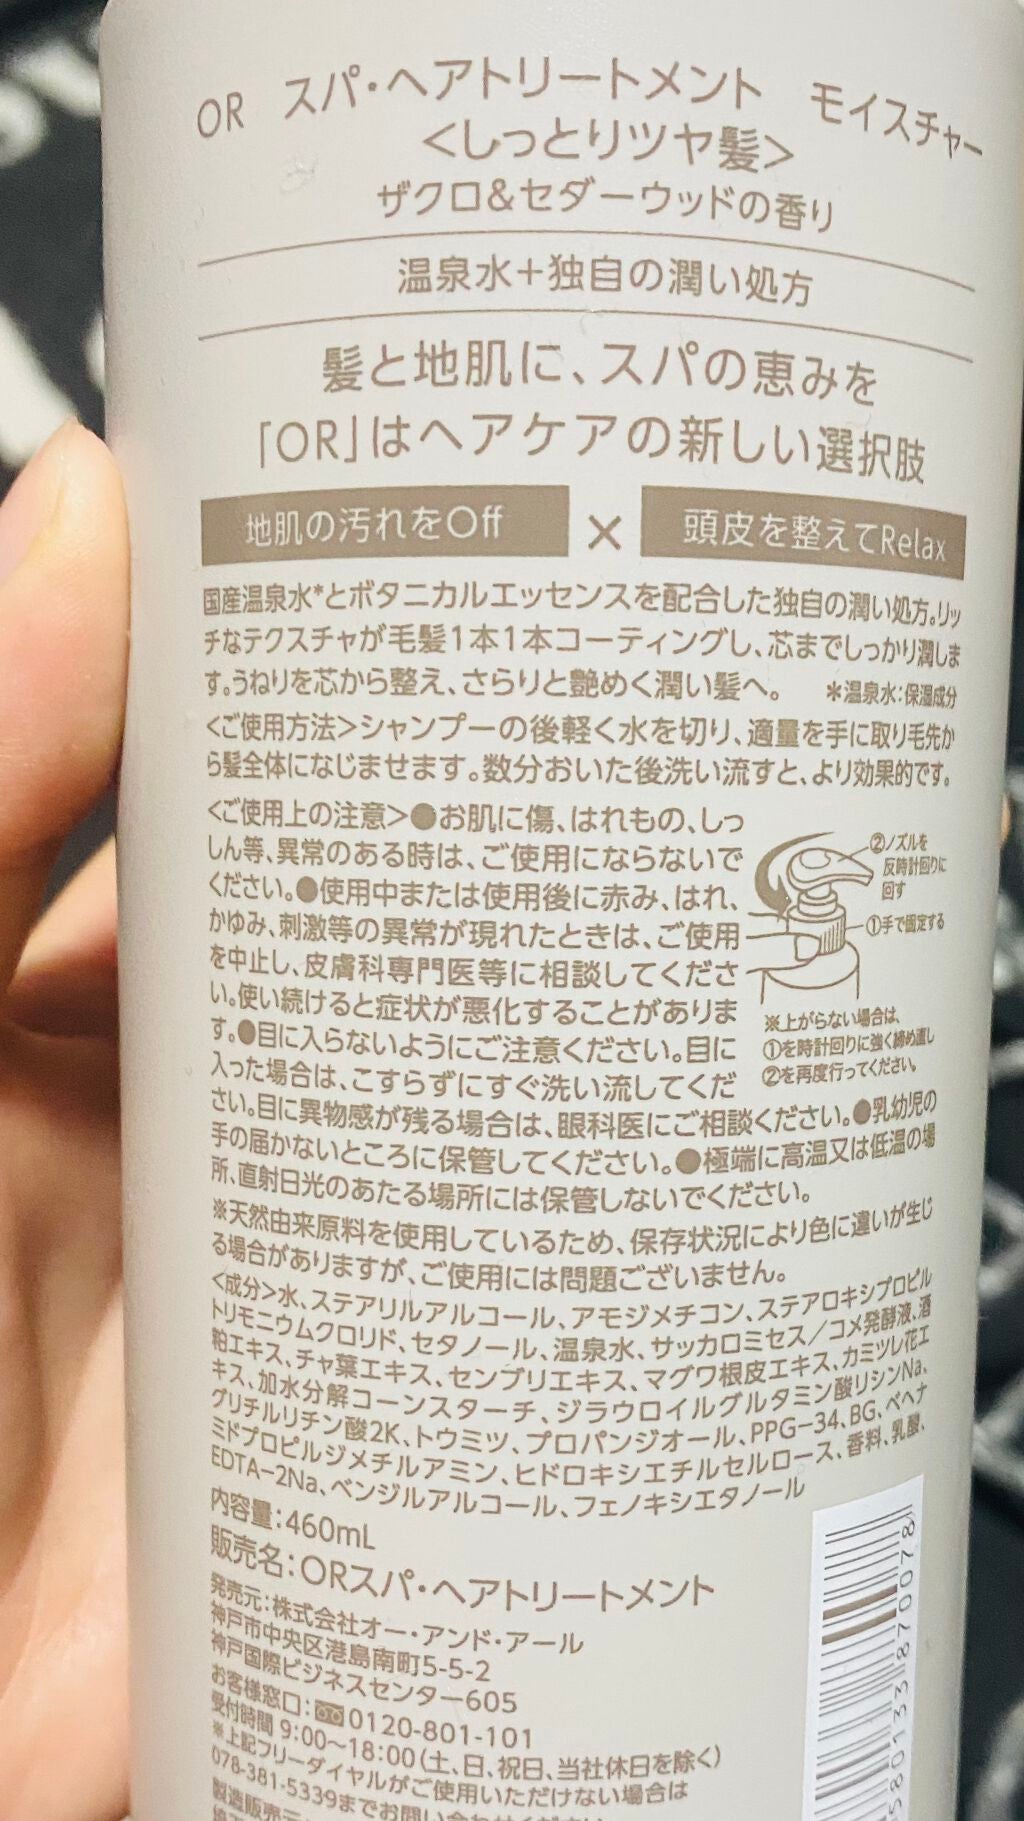 OR スパ・ヘアトリートメント モイスチャー
<しっとりツヤ髪>
ザクロ&セダーウッドの香り
温泉水+独自の潤い処方
髪と地肌に、スパの恵みを
「OR」はヘアケアの新しい選択肢
地肌の汚れをOff × 頭皮を整えてRelax
国産温泉水*とボタニカルエッセンスを配合した独自の潤い処方。リッ
チなテクスチャが毛髪1本1本コーティングし、芯までしっかり潤しま
す。うねりを芯から整え、さらりと艶めく潤い髪へ。 *温泉水:保湿成分
<ご使用方法>シャンプーの後軽く水を切り、適量を手に取り毛先か
ら髪全体になじませます。数分おいた後洗い流すと、より効果的です。
<ご使用上の注意>●お肌に傷、はれもの、しっ
しん等、異常のある時は、ご使用にならないで
ください。●使用中または使用後に赤み、はれ、
かゆみ、刺激等の異常が現れたときは、ご使用
を中止し、皮膚科専門医等に相談してくださ
い。使い続けると症状が悪化することがありま
す。●目に入らないようにご注意ください。目に
入った場合は、こすらずにすぐ洗い流してくだ
さい。目に異物感が残る場合は、眼科医にご相談ください。●乳幼児の
手の届かないところに保管してください。●極端に高温又は低温の場
所、直射日光のあたる場所には保管しないでください。
②ノズルを
反時計回りに
回す
①手で固定する
※上がらない場合は、
①を時計回りに強く締め直し
②を再度行ってください。
※天然由来原料を使用しているため、保存状況により色に違いが生じ
る場合がありますが、ご使用には問題ございません。
<成分>水、ステアリルアルコール、アモジメチコン、ステアロキシプロピル
トリモニウムクロリド、セタノール、温泉水、サッカロミセス/コメ発酵液、酒
粕エキス、チャ葉エキス、センブリエキス、マグワ根皮エキス、カミツレ花エ
キス、加水分解コーンスターチ、ジラウロイルグルタミン酸リシンNa、
グリチルリチン酸2K、トウミツ、プロパンジオール、PPG-34、BG、ベヘナ
ミドプロピルジメチルアミン、ヒドロキシエチルセルロース、香料、乳酸、
EDTA-2Na、ベンジルアルコール、フェノキシエタノール
内容量:460mL
販売名:ORスパ・ヘアトリートメント
発売元:株式会社オー・アンド・アール
神戸市中央区港島南町5-5-2
神戸国際ビジネスセンター605
お客様窓口:0120-801-101
受付時間 9:00〜18:00(土、日、祝日、当社休日を除く)
※上記フリーダイヤルがご使用いただけない場合は
078-381-5339までお問い合わせください
製造販売元
580133870078